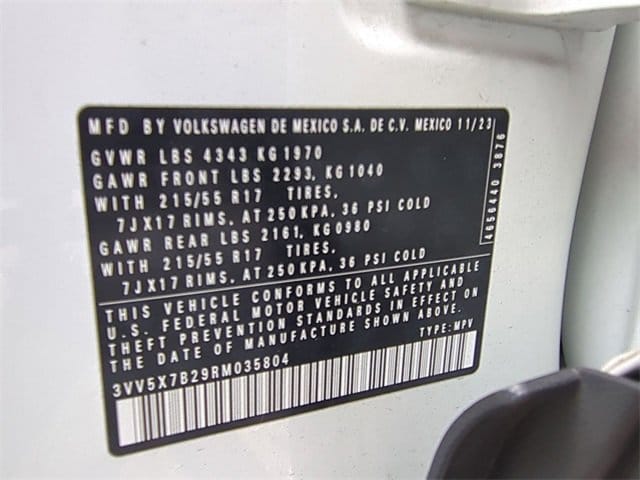 MFD BY VOLKSWAGEN DE MEXICO S.A. DE C.V. MEXICO 11/23
GVWR LBS 4343 KG 1970
GAWR FRONT LBS 2293, KG 1040
WITH 215/55 R17 TIRES,
7JX17 RIMS, AT 250 KPA, 36 PSI COLD
GAWR REAR LBS 2161, KG 0980
WITH 215/55 R17 TIRES,
7JX17 RIMS, AT 250 KPA, 36 PSI COLD
THIS VEHICLE CONFORMS TO ALL APPLICABLE
U.S. FEDERAL MOTOR VEHICLE SAFETY AND
THEFT PREVENTION STANDARDS IN EFFECT ON
THE DATE OF MANUFACTURE SHOWN ABOVE.
TYPE: MPV
3VV5X7B29RM035804
4656440 3876